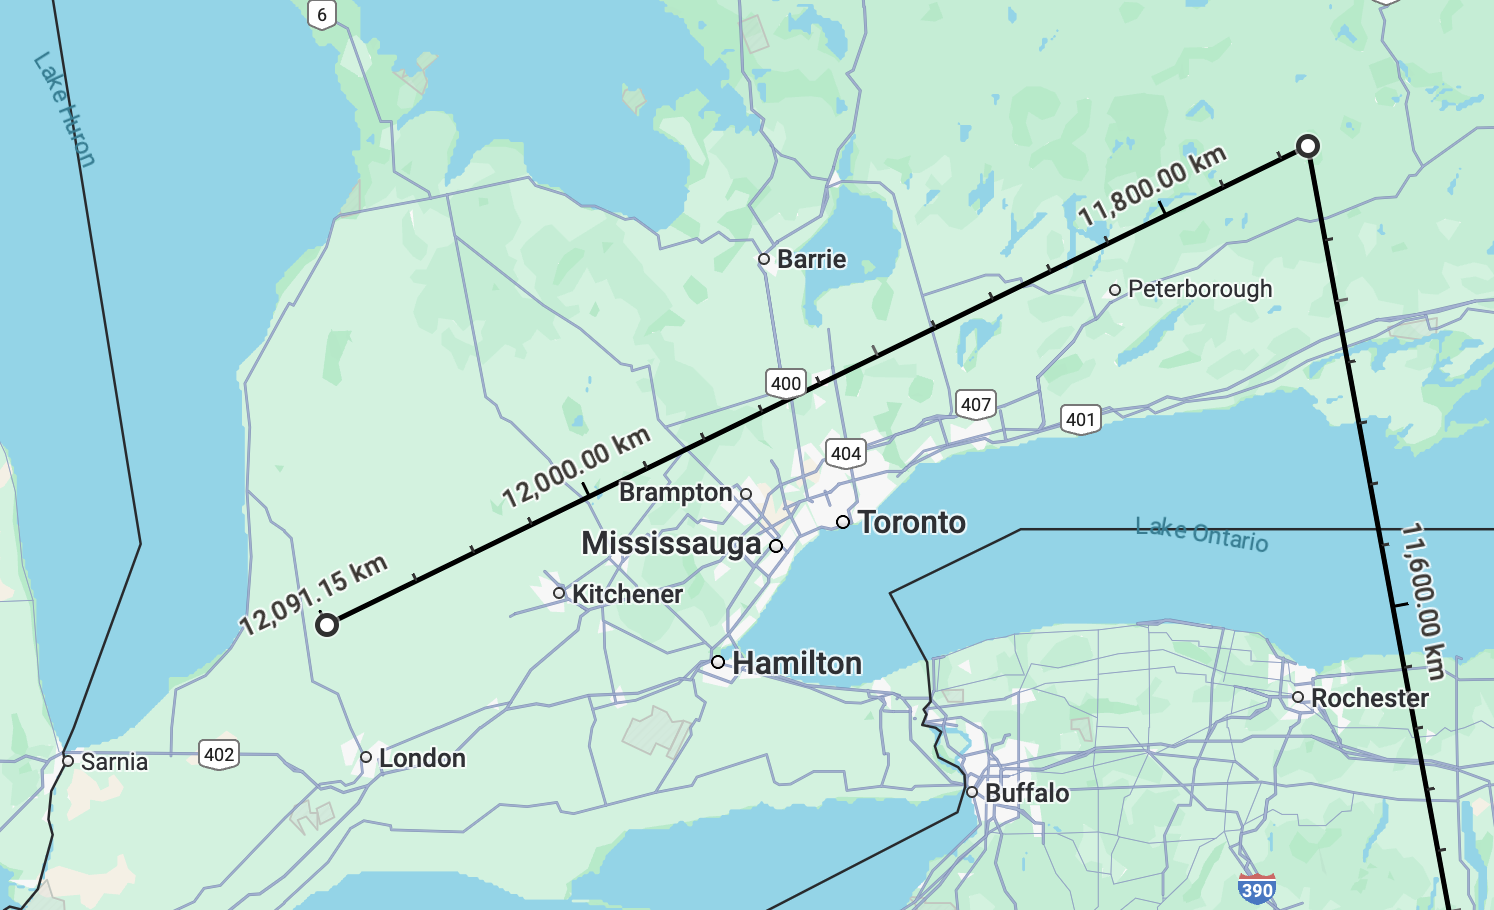 6
Lake Huron
11,800.00 km
Barrie
Peterborough
400
407
401
12,000.00 km
404
Brampton
Toronto
Mississauga
Lake Ontario
12,091.15 km
Kitchener
11,600.00 km
Hamilton
Rochester
402
London
Sarnia
Buffalo
390